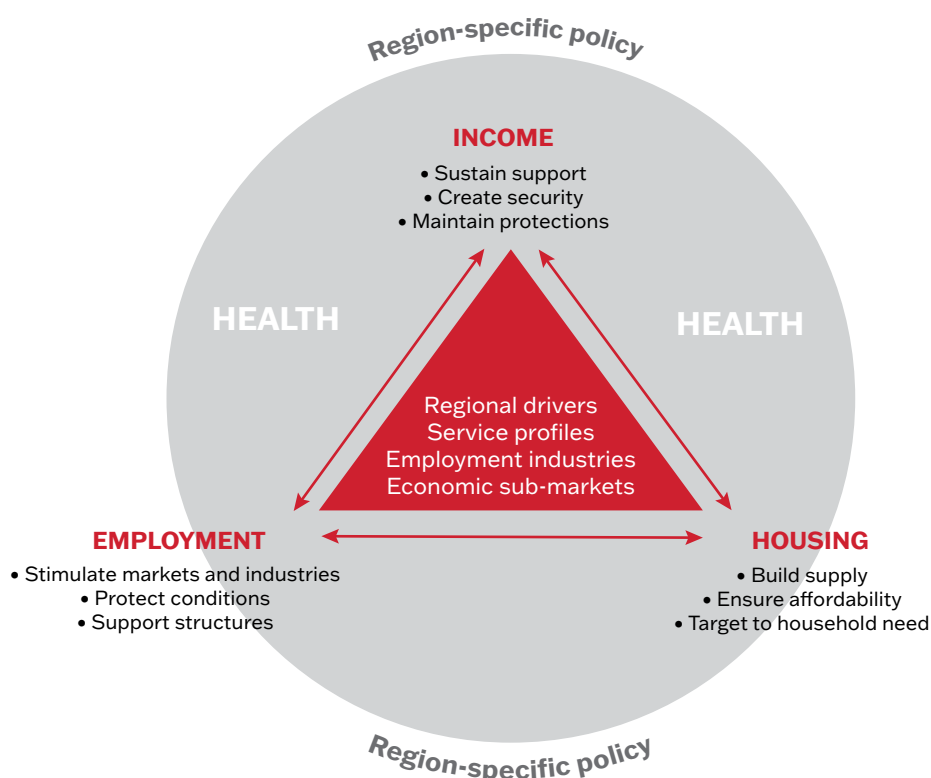 Region-specific policy
INCOME
• Sustain support
• Create security
• Maintain protections
HEALTH
HEALTH
Regional drivers
Service profiles
Employment industries
Economic sub-markets
EMPLOYMENT
• Stimulate markets and industries
• Protect conditions
• Support structures
HOUSING
• Build supply
• Ensure affordability
• Target to household need
Region-specific policy